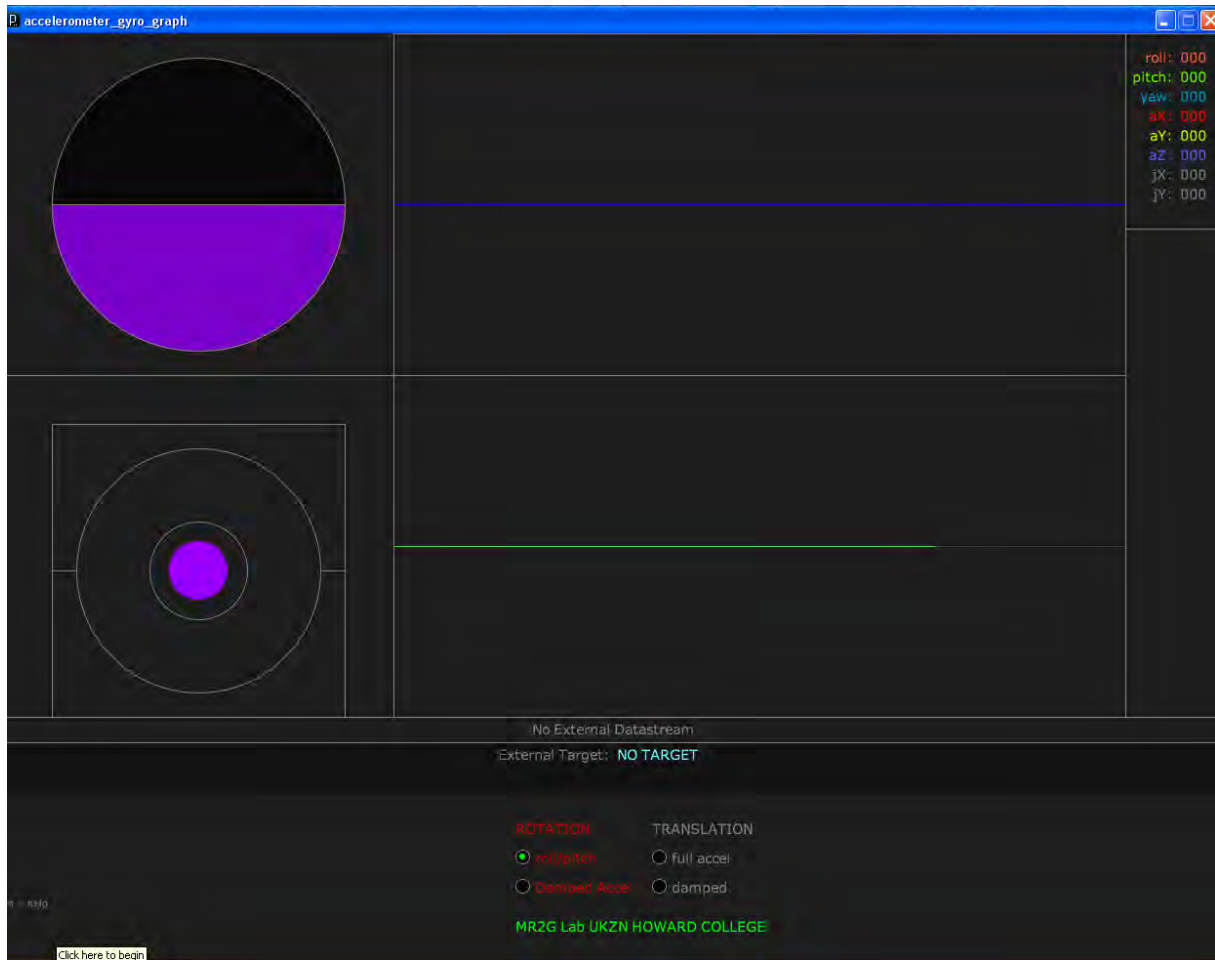 accelerometer_gyro_graph
roll: 000
pitch: 000
yaw: 000
aX: 000
aY: 000
aZ: 000
jX: 000
jY: 000
No External Datastream
External Target: NO TARGET
ROTATION TRANSLATION
roll/pitch full accel
Damped Accel damped
MR2G Lab UKZN HOWARD COLLEGE
Click here to begin